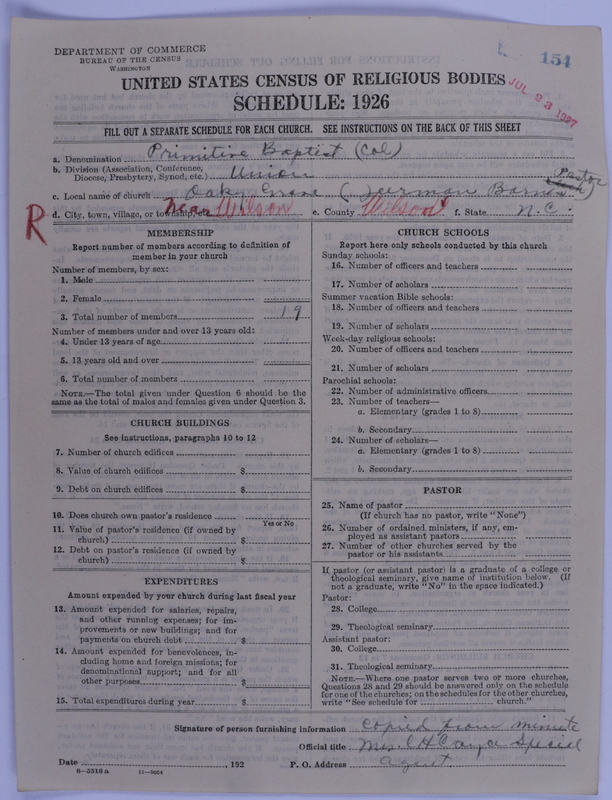 DEPARTMENT OF COMMERCE
BUREAU OF THE CENSUS
WASHINGTON
154
UNITED STATES CENSUS OF RELIGIOUS BODIES
JUL 23 1927
SCHEDULE: 1926
FILL OUT A SEPARATE SCHEDULE FOR EACH CHURCH. SEE INSTRUCTIONS ON THE BACK OF THIS SHEET
a. Denomination Primitive Baptist (Col)
b. Division (Association, Conference, Diocese, Presbytery, Synod, etc.) Union
Pastor
c. Local name of church Oak Grove ( Barnes
R
d. City, town, village, or township Near Wilson e. County Wilson f. State N.C.
MEMBERSHIP
Report number of members according to definition of
member in your church
Number of members, by sex:
1. Male
2. Female
3. Total number of members 19
Number of members under and over 13 years old:
4. Under 13 years of age
5. 13 years old and over
6. Total number of members
NOTE.—The total given under Question 6 should be the
same as the total of males and females given under Question 3.
CHURCH BUILDINGS
See instructions, paragraphs 10 to 12
7. Number of church edifices
8. Value of church edifices $
9. Debt on church edifices $
10. Does church own pastor's residence
Yes or No
11. Value of pastor's residence (if owned by
church) $
12. Debt on pastor's residence (if owned by
church) $
EXPENDITURES
Amount expended by your church during last fiscal year
13. Amount expended for salaries, repairs,
and other running expenses; for im-
provements or new buildings; and for
payments on church debt $
14. Amount expended for benevolences, in-
cluding home and foreign missions; for
denominational support; and for all
other purposes $
15. Total expenditures during year $
CHURCH SCHOOLS
Report here only schools conducted by this church
Sunday schools:
16. Number of officers and teachers
17. Number of scholars
Summer vacation Bible schools:
18. Number of officers and teachers
19. Number of scholars
Week-day religious schools:
20. Number of officers and teachers
21. Number of scholars
Parochial schools:
22. Number of administrative officers
23. Number of teachers—
a. Elementary (grades 1 to 8)
b. Secondary
24. Number of scholars—
a. Elementary (grades 1 to 8)
b. Secondary
PASTOR
25. Name of pastor
(If church has no pastor, write "None")
26. Number of ordained ministers, if any, em-
ployed as assistant pastors
27. Number of other churches served by the
pastor or his assistants
If pastor (or assistant pastor) is a graduate of a college or
theological seminary, give name of institution below. (If
not a graduate, write "No" in the space indicated.)
Pastor:
28. College
29. Theological seminary
Assistant pastor:
30. College
31. Theological seminary
NOTE.—Where one pastor serves two or more churches,
Questions 28 and 29 should be answered only on the schedule
for one of the churches; on the schedules for the other churches,
write "See schedule for church."
Signature of person furnishing information Copied from minute
Official title Mrs. C H Special
Date , 192 P. O. Address Agent.
8—5518 a 11—9064